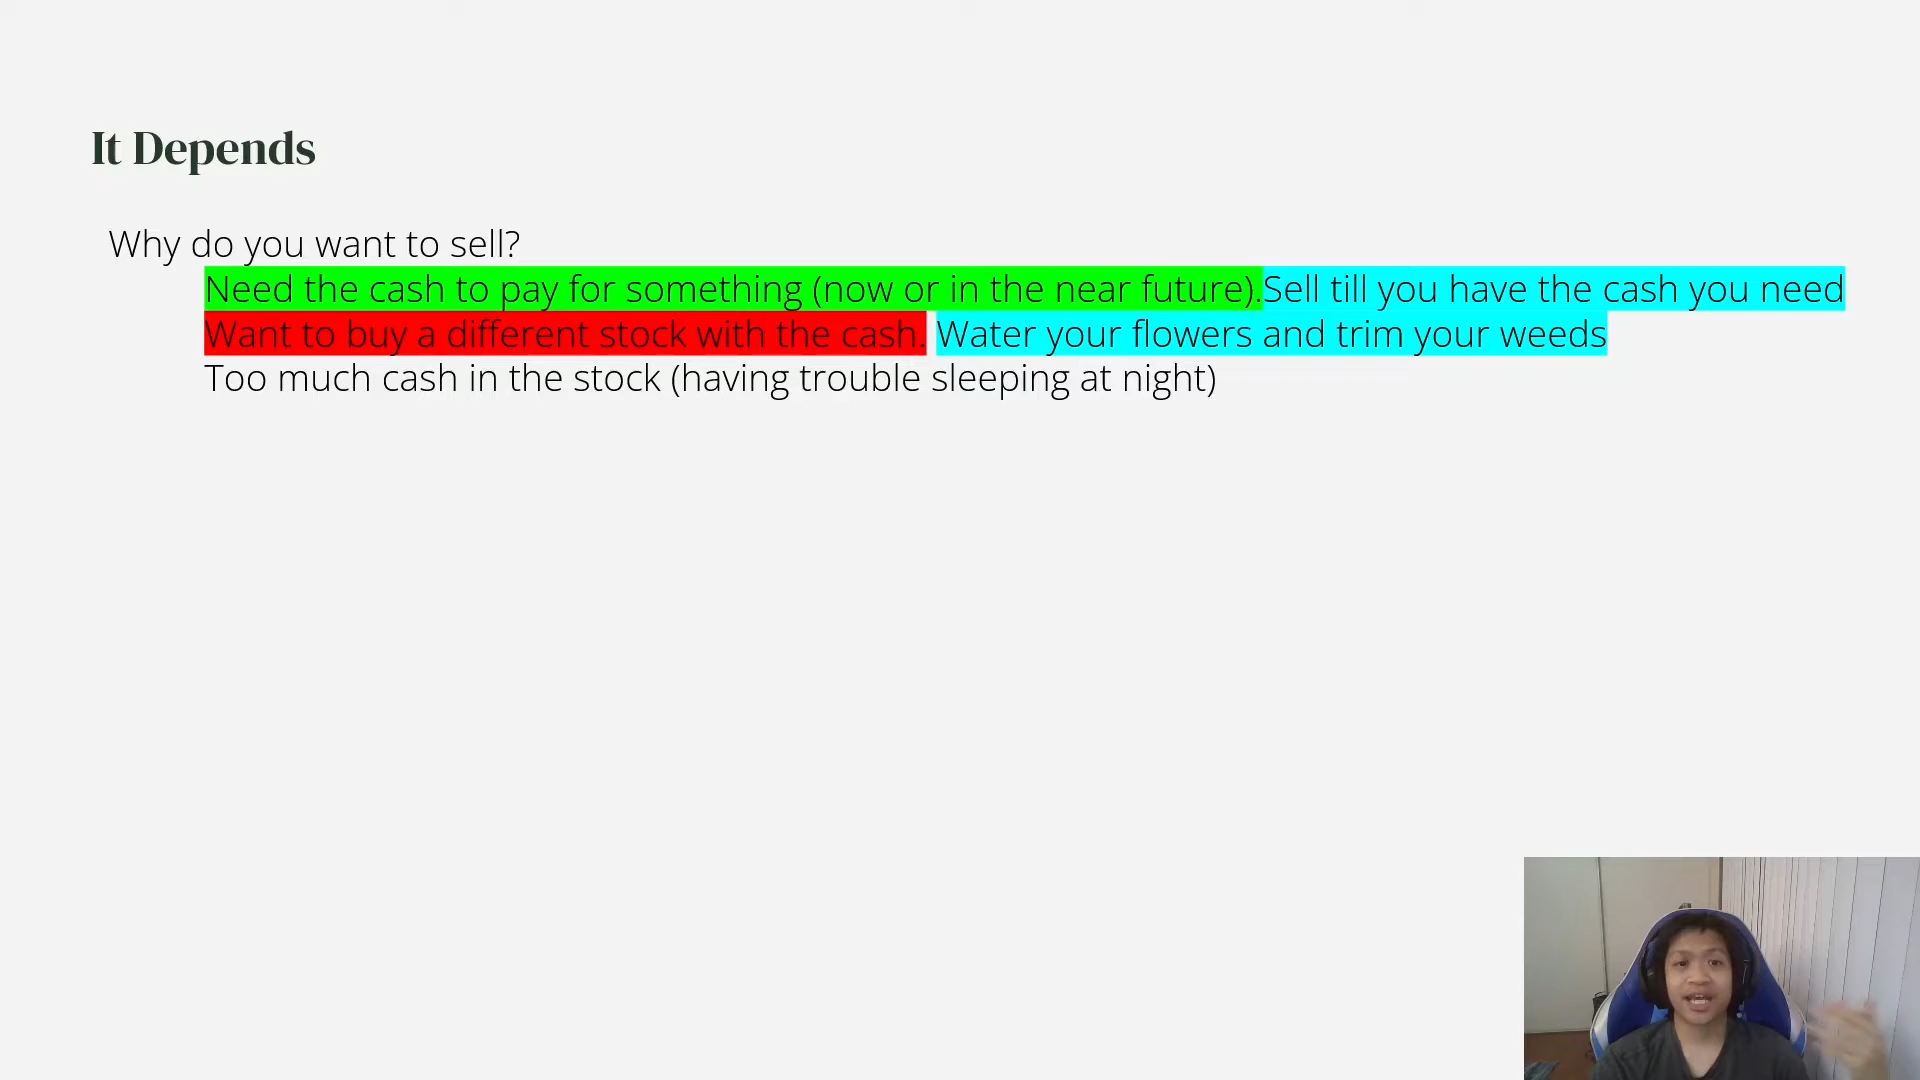 It Depends
Why do you want to sell?
Need the cash to pay for something (now or in the near future).Sell till you have the cash you need
Want to buy a different stock with the cash. Water your flowers and trim your weeds
Too much cash in the stock (having trouble sleeping at night)